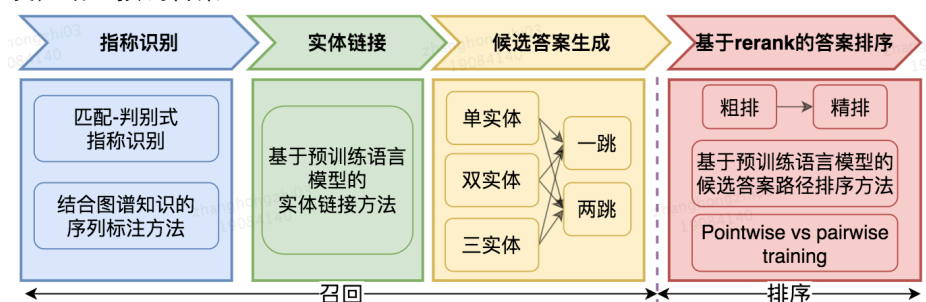 指称识别
实体链接
候选答案生成
基于rerank的答案排序
匹配-判别式
指称识别
结合图谱知识的
序列标注方法
基于预训练语言
模型的
实体链接方法
单实体
双实体
三实体
一跳
两跳
粗排
精排
基于预训练语言模型的
候选答案路径排序方法
Pointwise vs pairwise
training
召回
排序